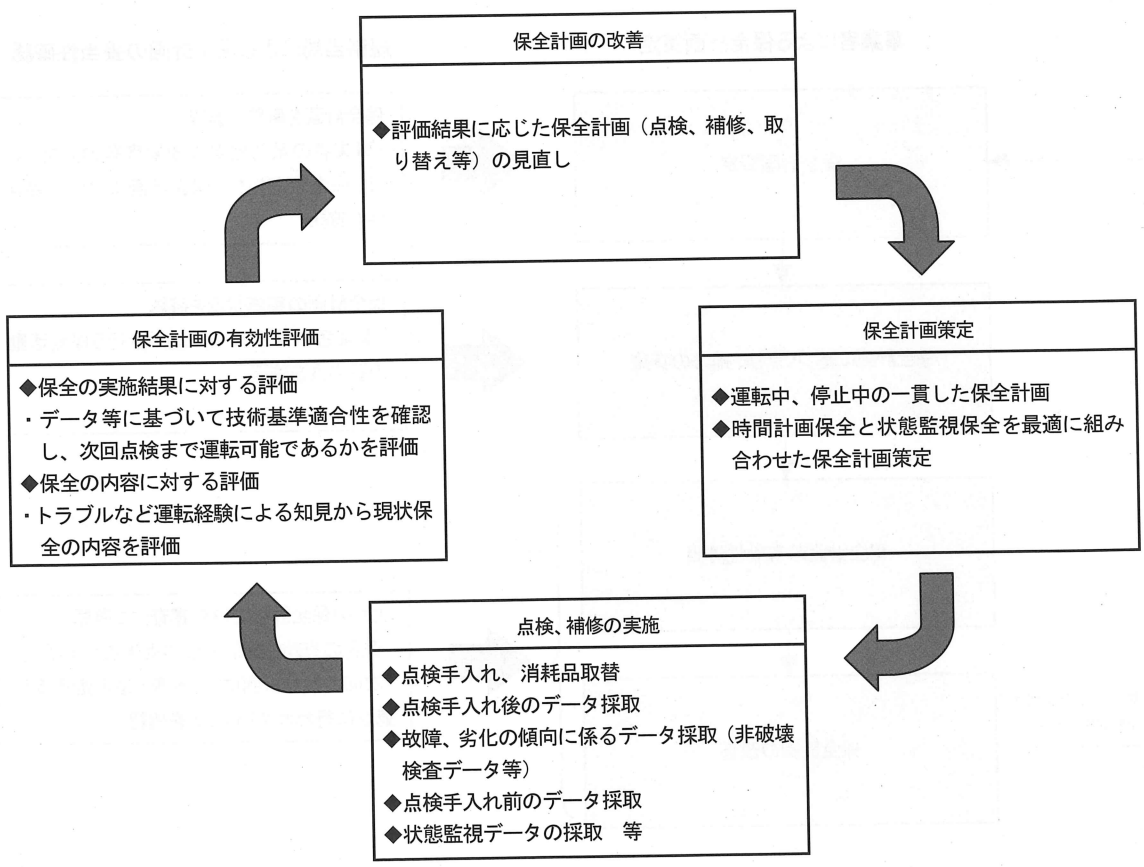 保全計画の改善
◆評価結果に応じた保全計画（点検、補修、取
り替え等）の見直し
保全計画策定
◆運転中、停止中の一貫した保全計画
◆時間計画保全と状態監視保全を最適に組み
合わせた保全計画策定
点検、補修の実施
◆点検手入れ、消耗品取替
◆点検手入れ後のデータ採取
◆故障、劣化の傾向に係るデータ採取（非破壊
検査データ等）
◆点検手入れ前のデータ採取
◆状態監視データの採取　等
保全計画の有効性評価
◆保全の実施結果に対する評価
・データ等に基づいて技術基準適合性を確認
し、次回点検まで運転可能であるかを評価
◆保全の内容に対する評価
・トラブルなど運転経験による知見から現状保
全の内容を評価